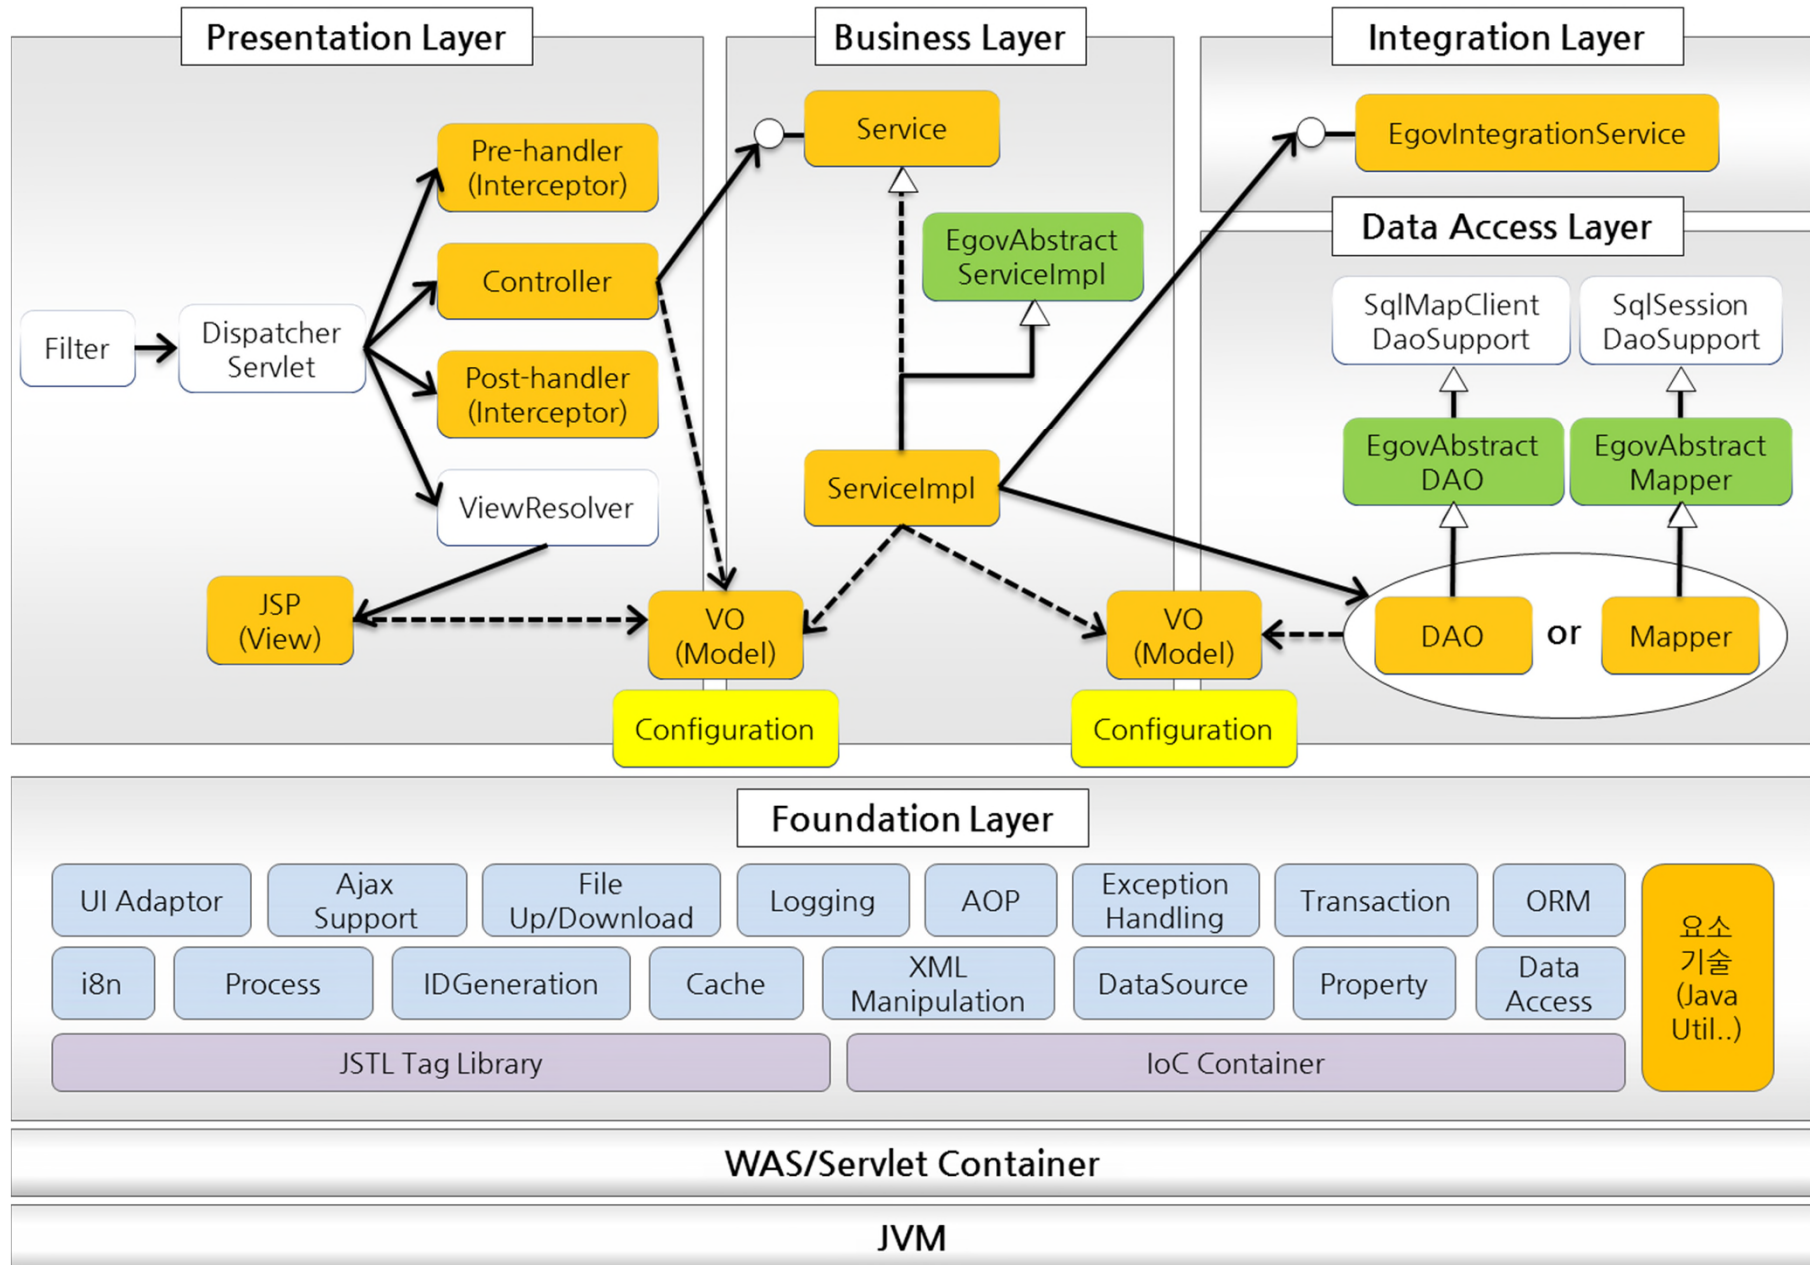 Presentation Layer
Business Layer
Integration Layer
Pre-handler
(Interceptor)
Controller
Filter
Dispatcher
Servlet
Post-handler
(Interceptor)
ViewResolver
JSP
(View)
VO
(Model)
Configuration
Service
EgovAbstract
ServiceImpl
ServiceImpl
VO
(Model)
Configuration
EgovIntegrationService
Data Access Layer
SqlMapClient
DaoSupport
SqlSession
DaoSupport
EgovAbstract
DAO
EgovAbstract
Mapper
DAO
or
Mapper
Foundation Layer
UI Adaptor
Ajax
Support
File
Up/Download
Logging
AOP
Exception
Handling
Transaction
ORM
i8n
Process
IDGeneration
Cache
XML
Manipulation
DataSource
Property
Data
Access
JSTL Tag Library
IoC Container
요소
기술
(Java
Util..)
WAS/Servlet Container
JVM